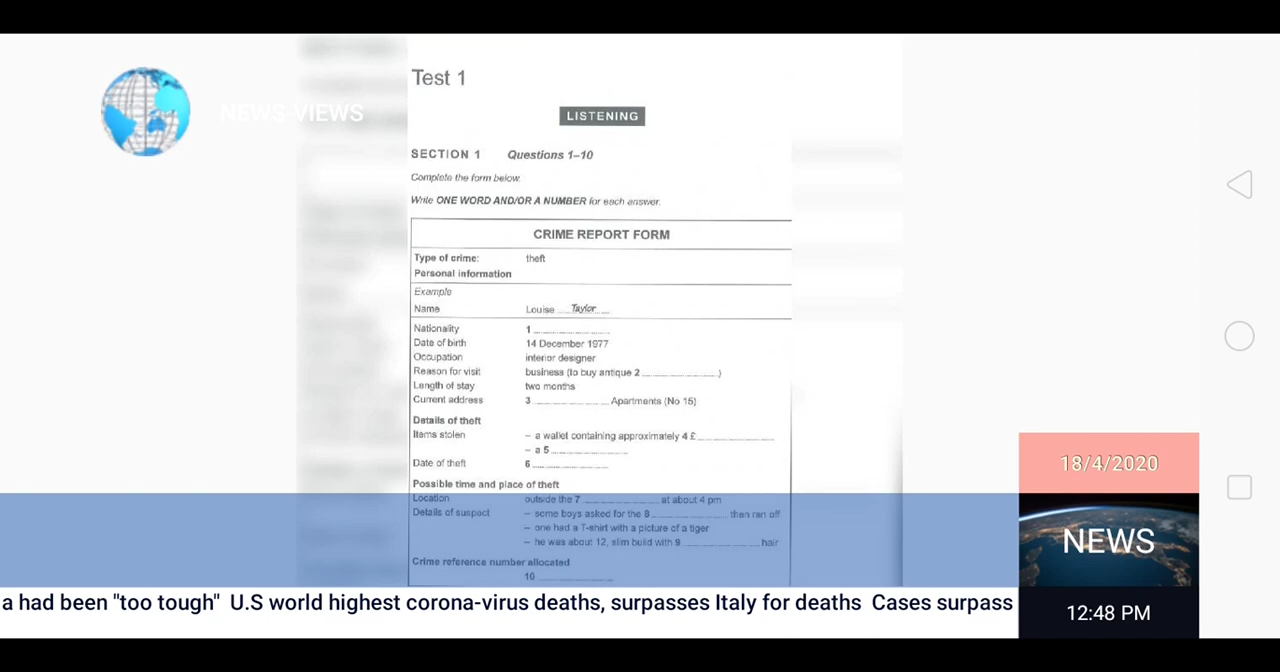 Test 1
NEWS-VIEWS
LISTENING
SECTION 1 Questions 1–10
Complete the form below.
Write ONE WORD AND/OR A NUMBER for each answer.
CRIME REPORT FORM
Type of crime: theft
Personal information
Example
Name Louise Taylor
Nationality 1
Date of birth 14 December 1977
Occupation interior designer
Reason for visit business (to buy antique 2 )
Length of stay two months
Current address 3 Apartments (No 15)
Details of theft
Items stolen – a wallet containing approximately 4 £
– a 5
Date of theft 6
Possible time and place of theft
Location outside the 7 at about 4 pm
Details of suspect – some boys asked for the 8 then ran off
– one had a T-shirt with a picture of a tiger
– he was about 12, slim build with 9 hair
Crime reference number allocated
10
18/4/2020
NEWS
12:48 PM
a had been "too tough" U.S world highest corona-virus deaths, surpasses Italy for deaths Cases surpass